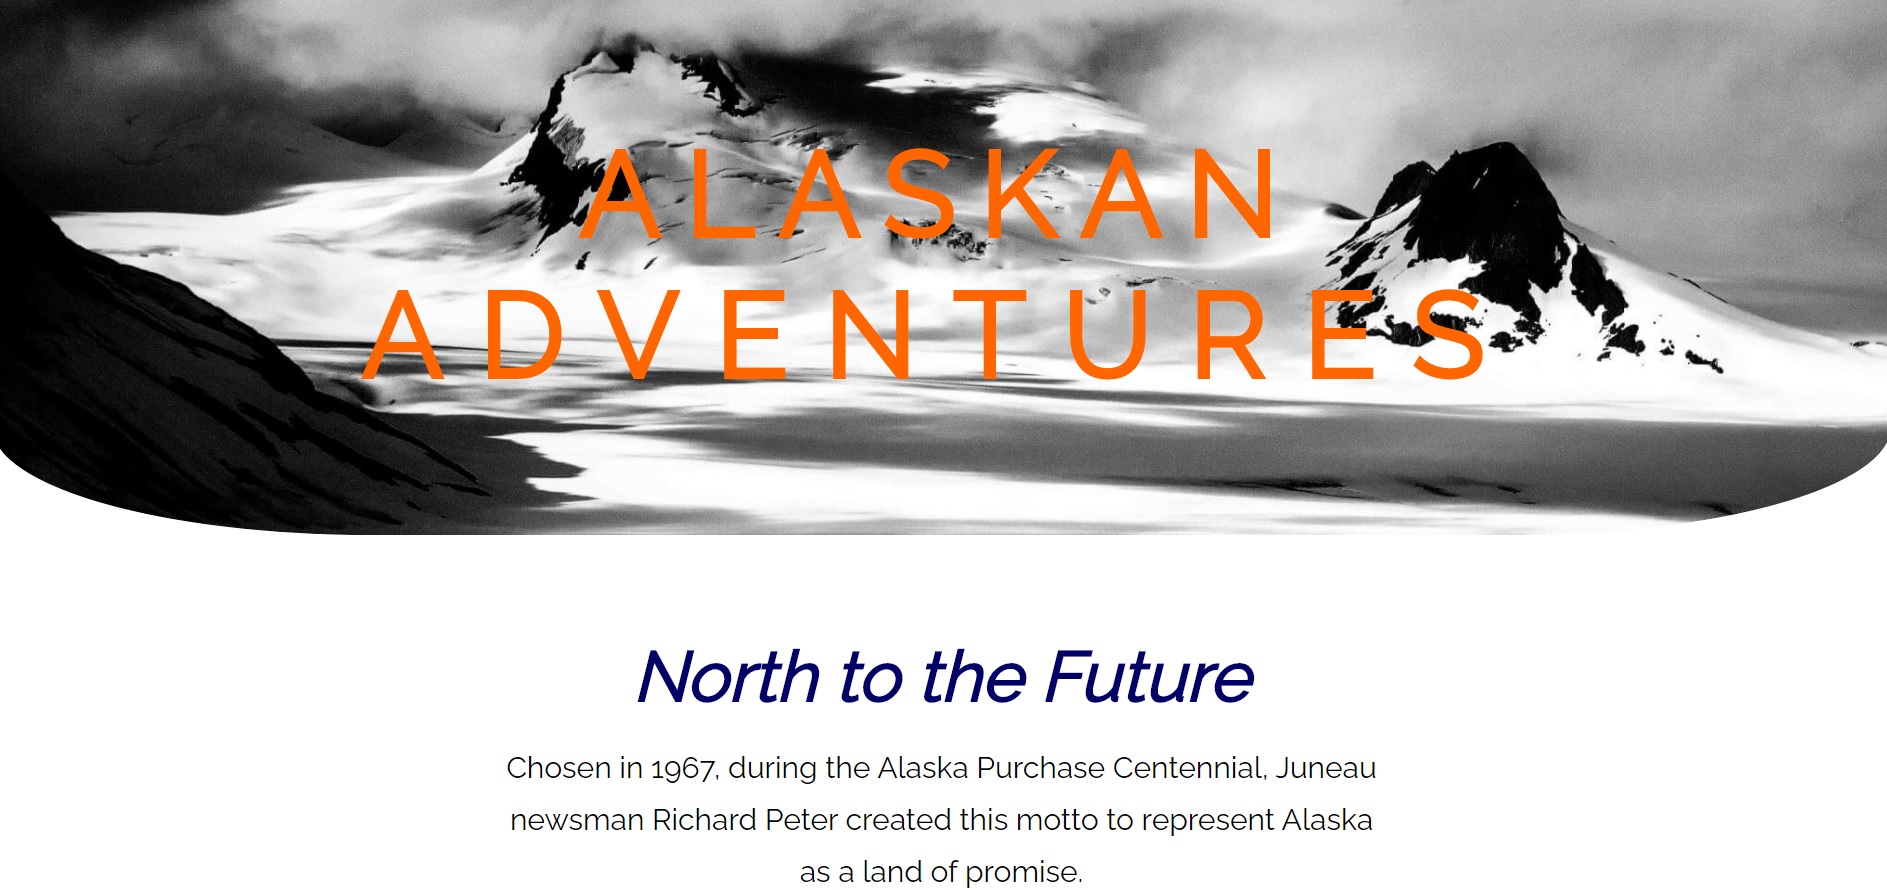 ALASKAN
ADVENTURES
North to the Future
Chosen in 1967, during the Alaska Purchase Centennial, Juneau
newsman Richard Peter created this motto to represent Alaska
as a land of promise.